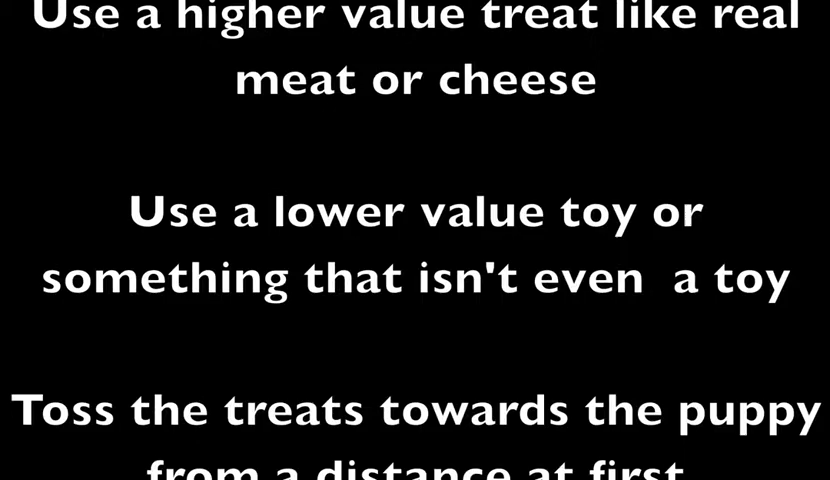 Use a higher value treat like real
meat or cheese
Use a lower value toy or
something that isn't even  a toy
Toss the treats towards the puppy
from a distance at first